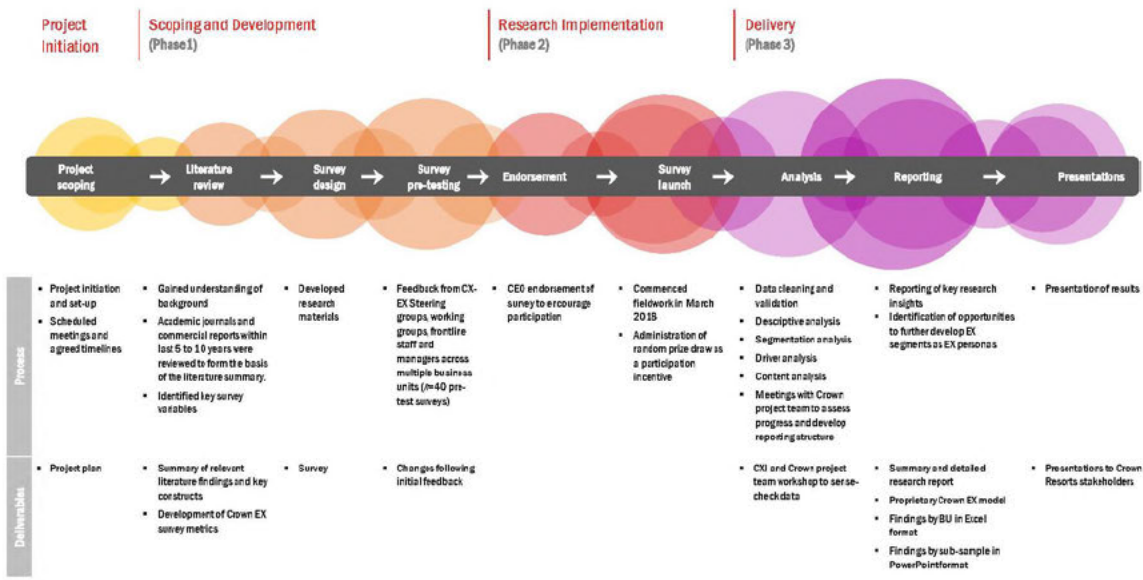 Project
Initiation
Scoping and Development
(Phase 1)
Research Implementation
(Phase 2)
Delivery
(Phase 3)
Project
scoping
Literature
review
Survey
design
Survey
pre-testing
Endorsement
Survey
launch
Analysis
Reporting
Presentations
Process
▪ Project initiation
and set-up
▪ Scheduled
meetings and
agreed timelines
▪ Gained understanding of
background
▪ Academic journals and
commercial reports within
last 5 to 10 years were
reviewed to form the basis
of the literature summary.
▪ Identified key survey
variables
▪ Developed
research
materials
▪ Feedback from CX-
EX Steering
groups, working
groups, frontline
staff and
managers across
multiple business
units (n=40 pre-
test surveys)
▪ CEO endorsement of
survey to encourage
participation
▪ Commenced
fieldwork in March
2018
▪ Administration of
random prize draw as
a participation
incentive
▪ Data cleaning and
validation
▪ Descriptive analysis
▪ Segmentation analysis
▪ Driver analysis
▪ Content analysis
▪ Meetings with Crown
project team to assess
progress and develop
reporting structure
▪ Reporting of key research
insights
▪ Identification of opportunities
to further develop EX
segments as EX personas
▪ Presentation of results
Deliverables
▪ Project plan
▪ Summary of relevant
literature findings and key
constructs
▪ Development of Crown EX
survey metrics
▪ Survey
▪ Changes following
initial feedback
▪ CXI and Crown project
team workshop to sense-
check data
▪ Summary and detailed
research report
▪ Proprietary Crown EX model
▪ Findings by BU in Excel
format
▪ Findings by sub-sample in
PowerPoint format
▪ Presentations to Crown
Resorts stakeholders